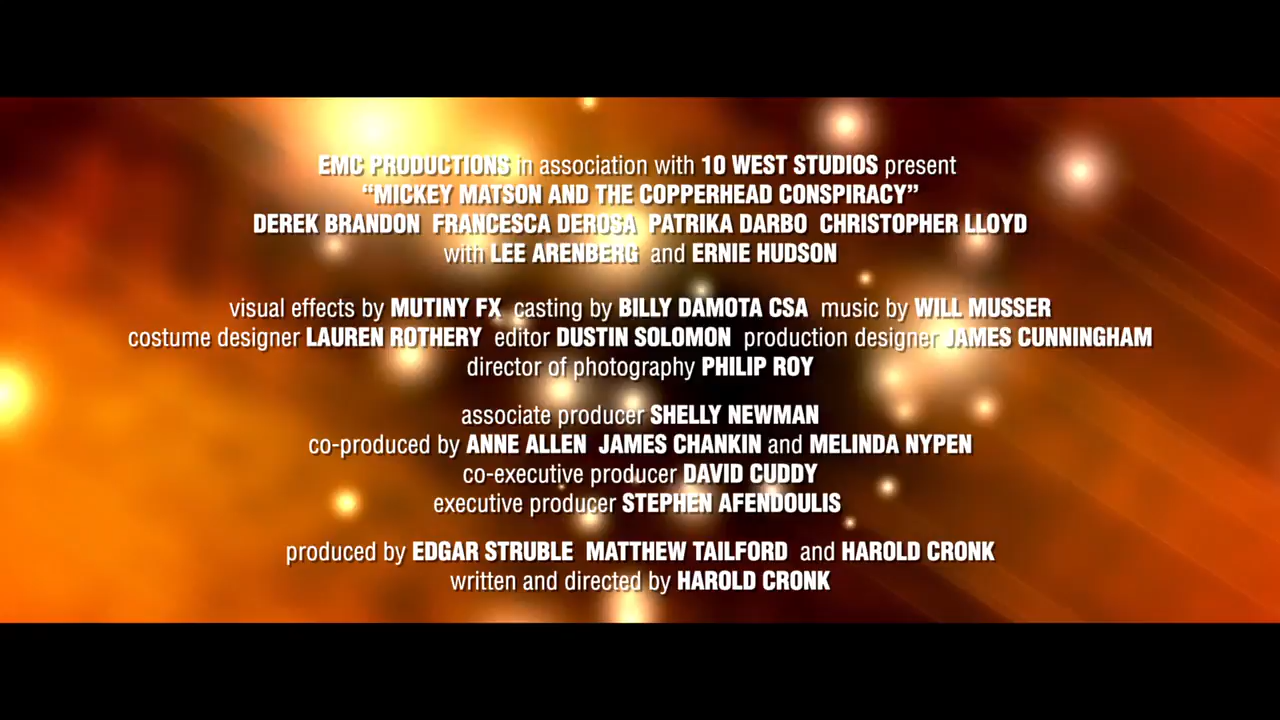 EMC PRODUCTIONS in association with 10 WEST STUDIOS present
“MICKEY MATSON AND THE COPPERHEAD CONSPIRACY”
DEREK BRANDON FRANCESCA DEROSA PATRIKA DARBO CHRISTOPHER LLOYD
with LEE ARENBERG and ERNIE HUDSON
visual effects by MUTINY FX casting by BILLY DAMOTA CSA music by WILL MUSSER
costume designer LAUREN ROTHERY editor DUSTIN SOLOMON production designer JAMES CUNNINGHAM
director of photography PHILIP ROY
associate producer SHELLY NEWMAN
co-produced by ANNE ALLEN JAMES CHANKIN and MELINDA NYPEN
co-executive producer DAVID CUDDY
executive producer STEPHEN AFENDOULIS
produced by EDGAR STRUBLE MATTHEW TAILFORD and HAROLD CRONK
written and directed by HAROLD CRONK